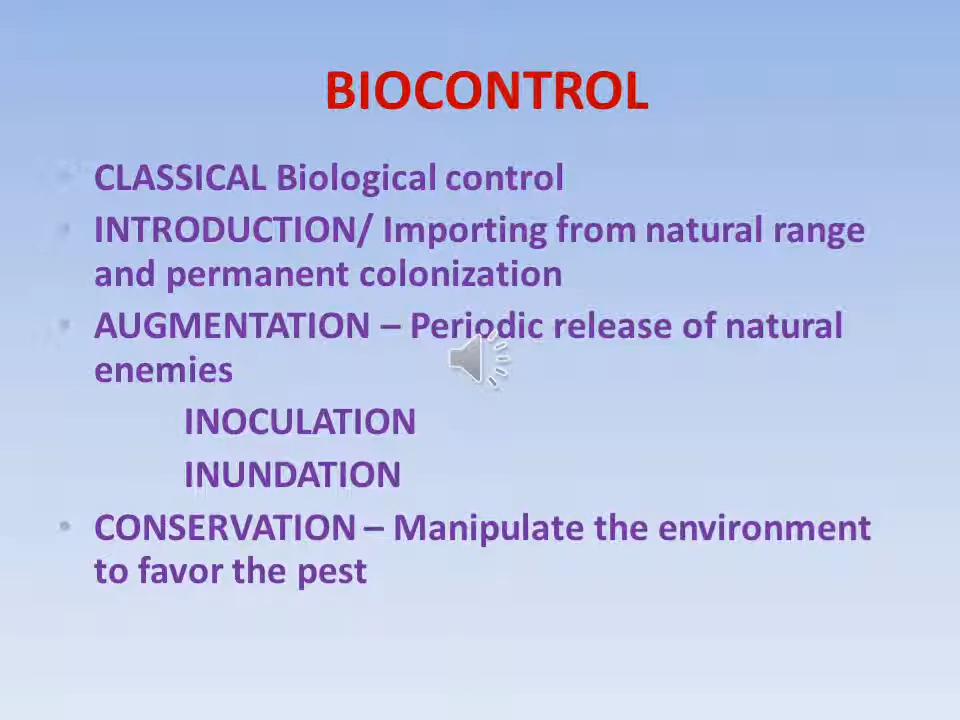 BIOCONTROL
• CLASSICAL Biological control
• INTRODUCTION/ Importing from natural range
and permanent colonization
• AUGMENTATION – Periodic release of natural
enemies
INOCULATION
INUNDATION
• CONSERVATION – Manipulate the environment
to favor the pest